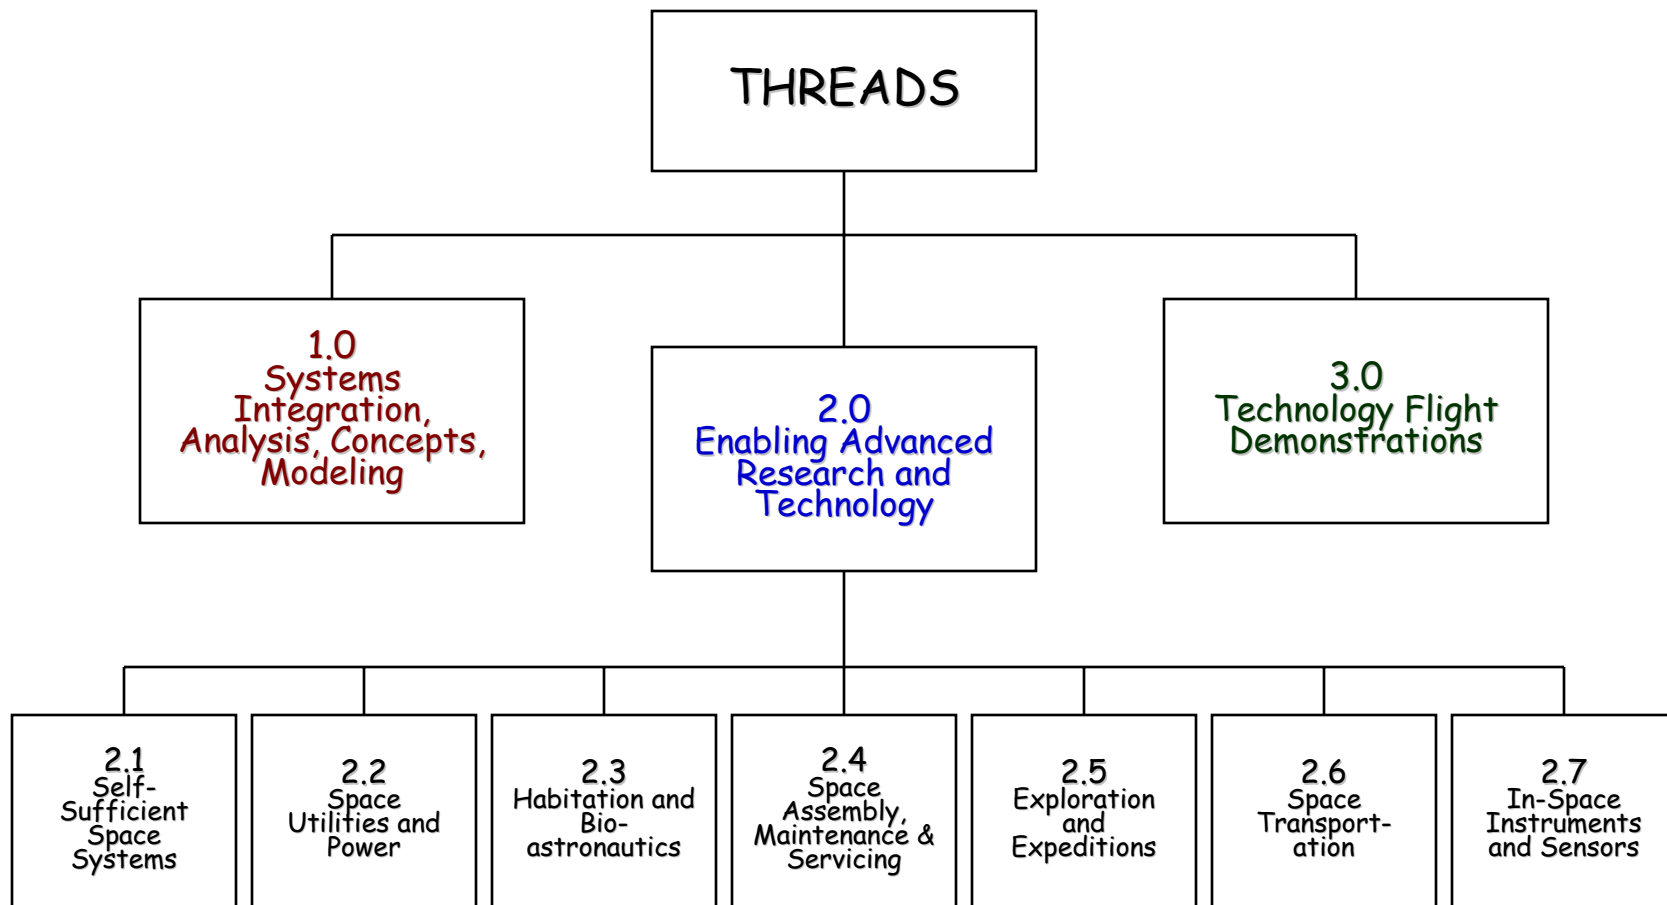 THREADS
1.0
Systems
Integration,
Analysis, Concepts,
Modeling
2.0
Enabling Advanced
Research and
Technology
3.0
Technology Flight
Demonstrations
2.1
Self-
Sufficient
Space
Systems
2.2
Space
Utilities and
Power
2.3
Habitation and
Bio-
astronautics
2.4
Space
Assembly,
Maintenance &
Servicing
2.5
Exploration
and
Expeditions
2.6
Space
Transport-
ation
2.7
In-Space
Instruments
and Sensors